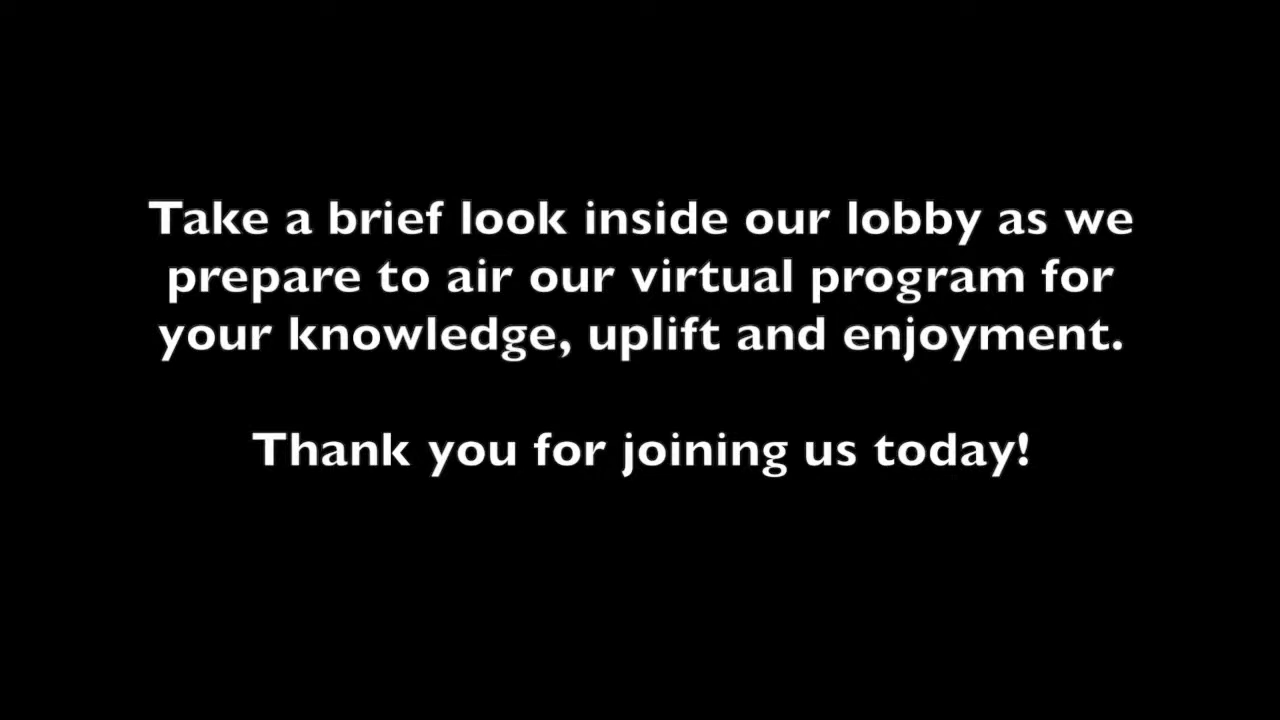 Take a brief look inside our lobby as we
prepare to air our virtual program for
your knowledge, uplift and enjoyment.
Thank you for joining us today!